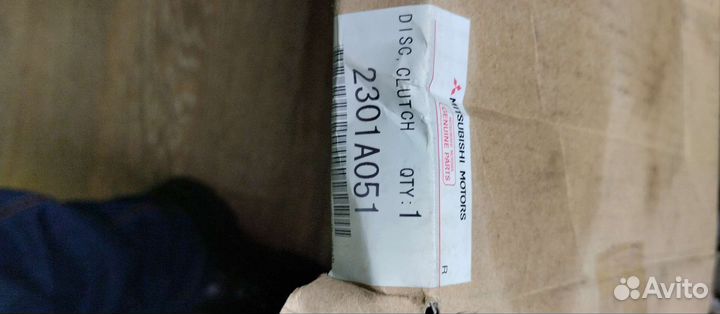 MITSUBISHI MOTORS
GENUINE PARTS
R
DISC, CLUTCH QTY:1
2301A051
Avito